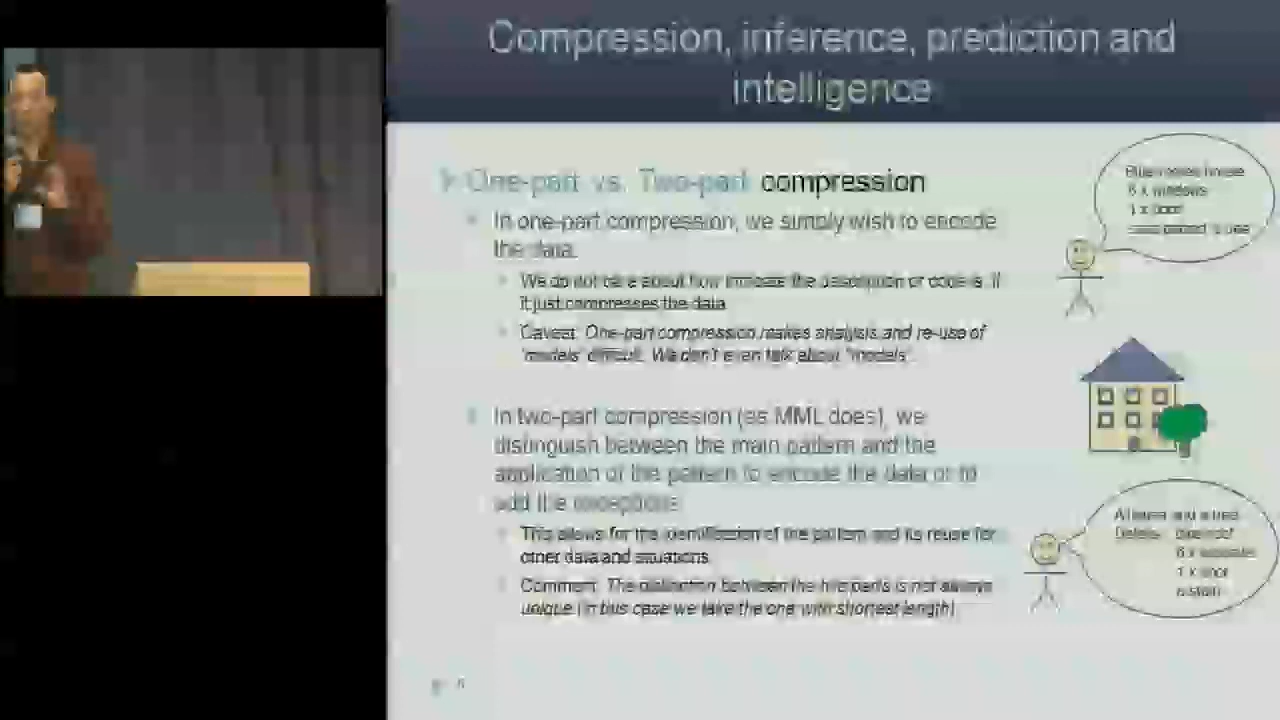 Compression, inference, prediction and
intelligence
One-part vs. Two-part compression
In one-part compression, we simply wish to encode
the data.
We do not care about how intricate the description or code is, if
it just compresses the data
Caveat: One-part compression makes analysis and re-use of
"models" difficult. We don't even talk about "models".
In two-part compression (as MML does), we
distinguish between the main pattern and the
application of the pattern to encode the data or to
add the exceptions
This allows for the identification of the pattern and its reuse for
other data and situations
Comment: The distinction between the two parts is not always
unique (in this case we take the one with shortest length)
house
6 x windows
1 x door
A house and a tree
Details: blue roof
6 x windows
1 x door